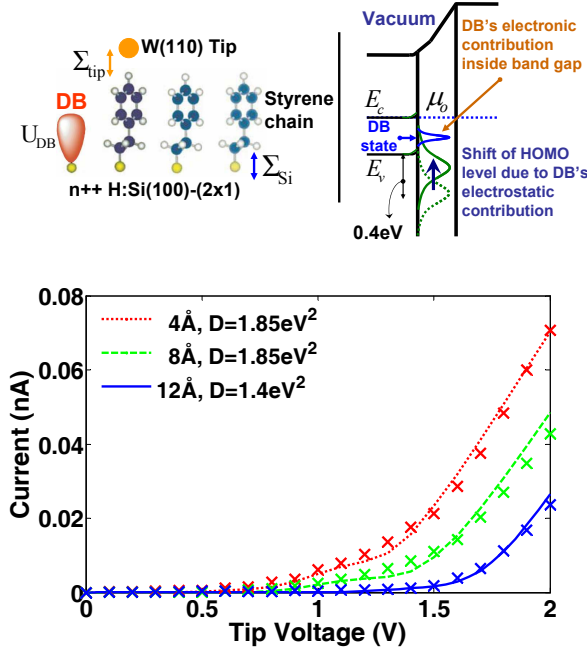 W(110) Tip
Σtip
DB
UDB
Styrene
chain
ΣSi
n++ H:Si(100)-(2x1)
Vacuum
DB's electronic
contribution
inside band gap
Ec
μo
DB
state
Ev
Shift of HOMO
level due to DB's
electrostatic
contribution
0.4eV
0.08
0.06
0.04
0.02
0
Current (nA)
4Å, D=1.85eV²
8Å, D=1.85eV²
12Å, D=1.4eV²
0 0.5 1 1.5 2
Tip Voltage (V)